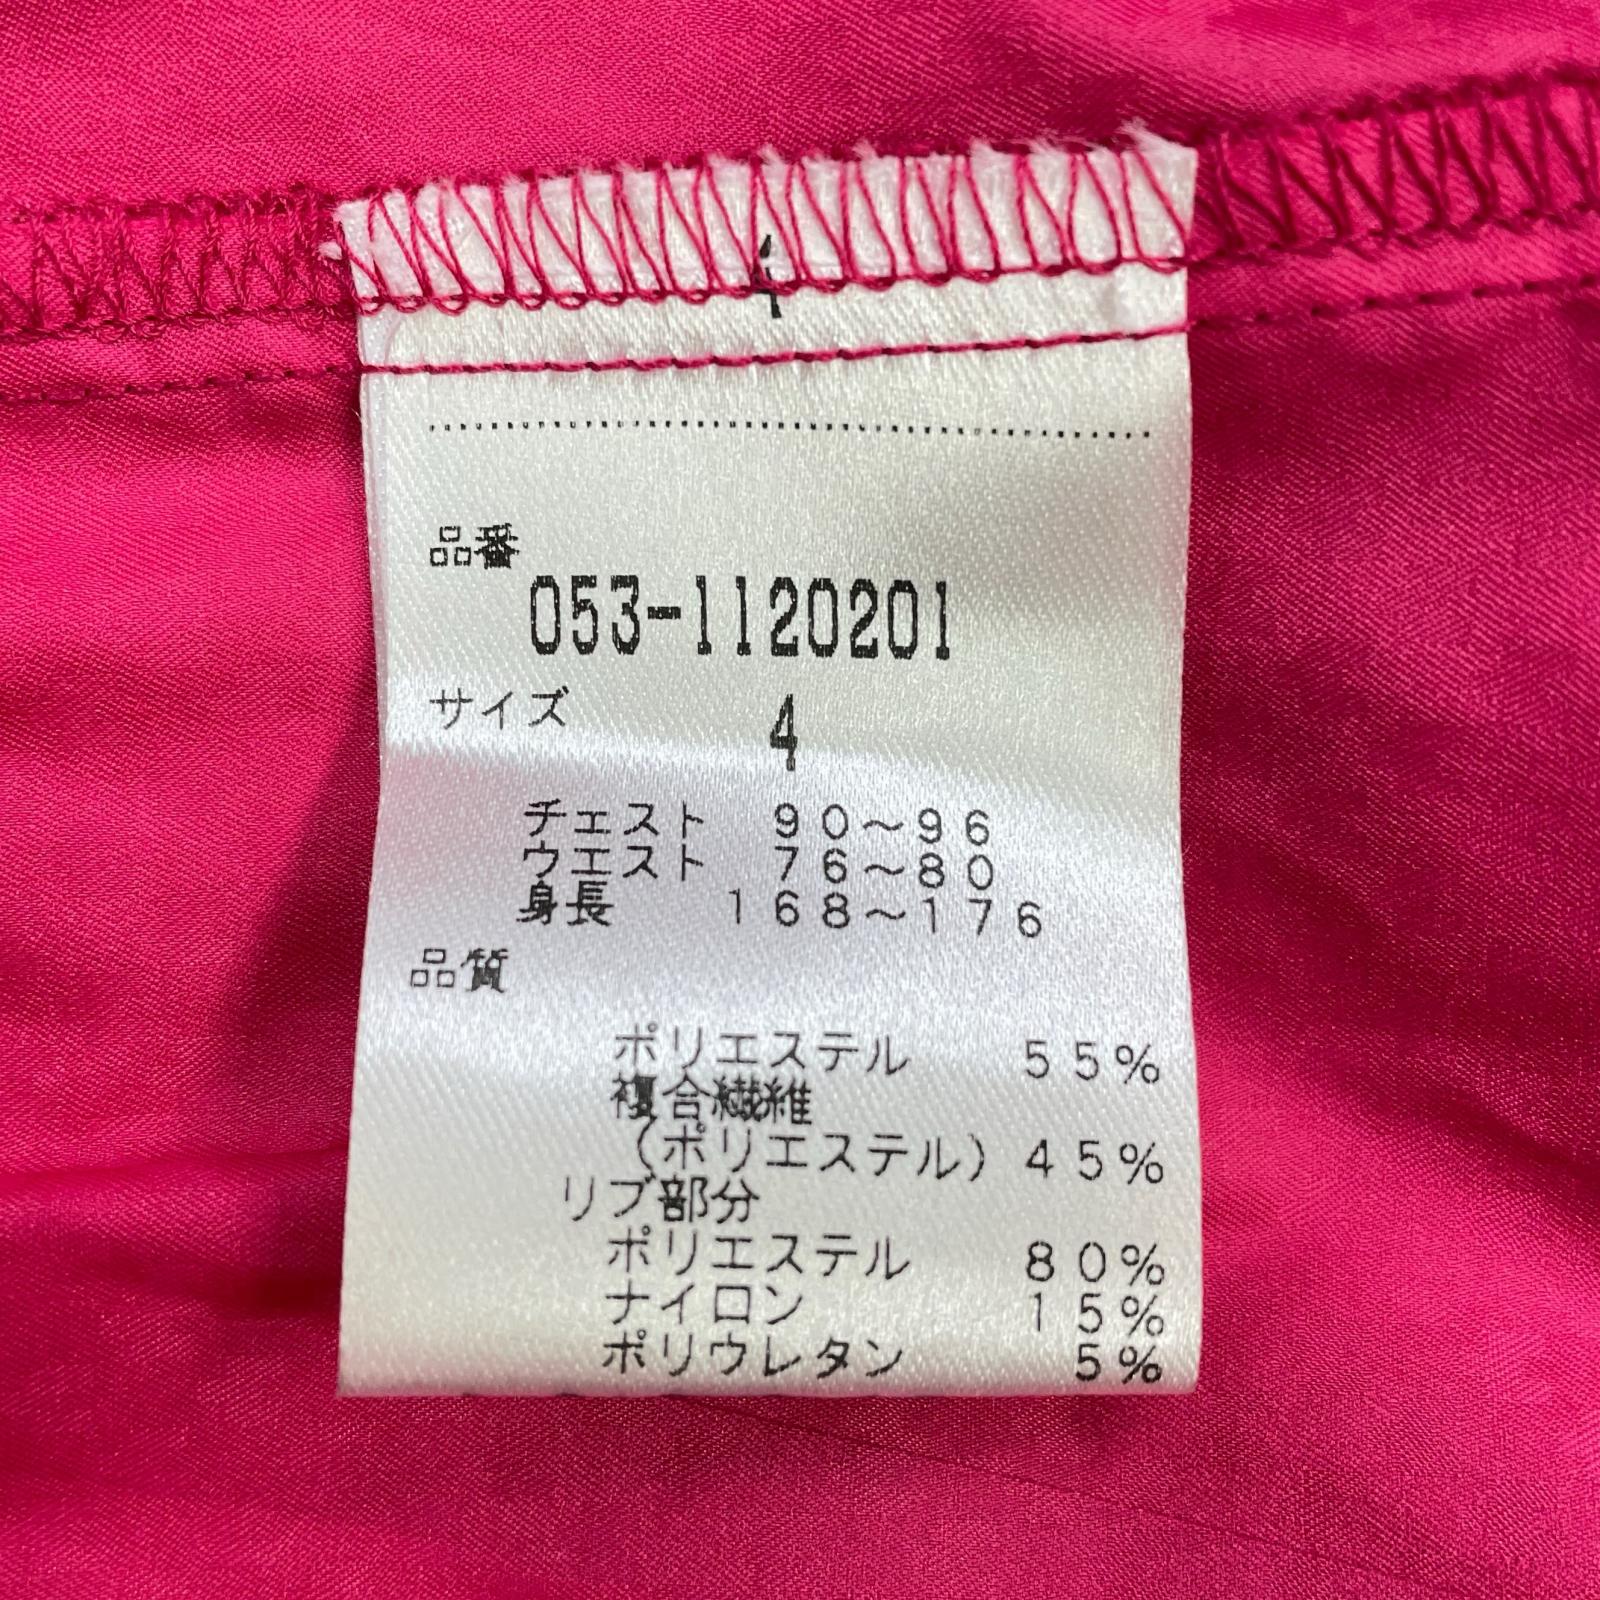 品番
053-1120201
サイズ 4
チェスト 90～96
ウエスト 76～80
身長 168～176
品質
ポリエステル 55%
複合繊維
(ポリエステル) 45%
リブ部分
ポリエステル 80%
ナイロン 15%
ポリウレタン 5%